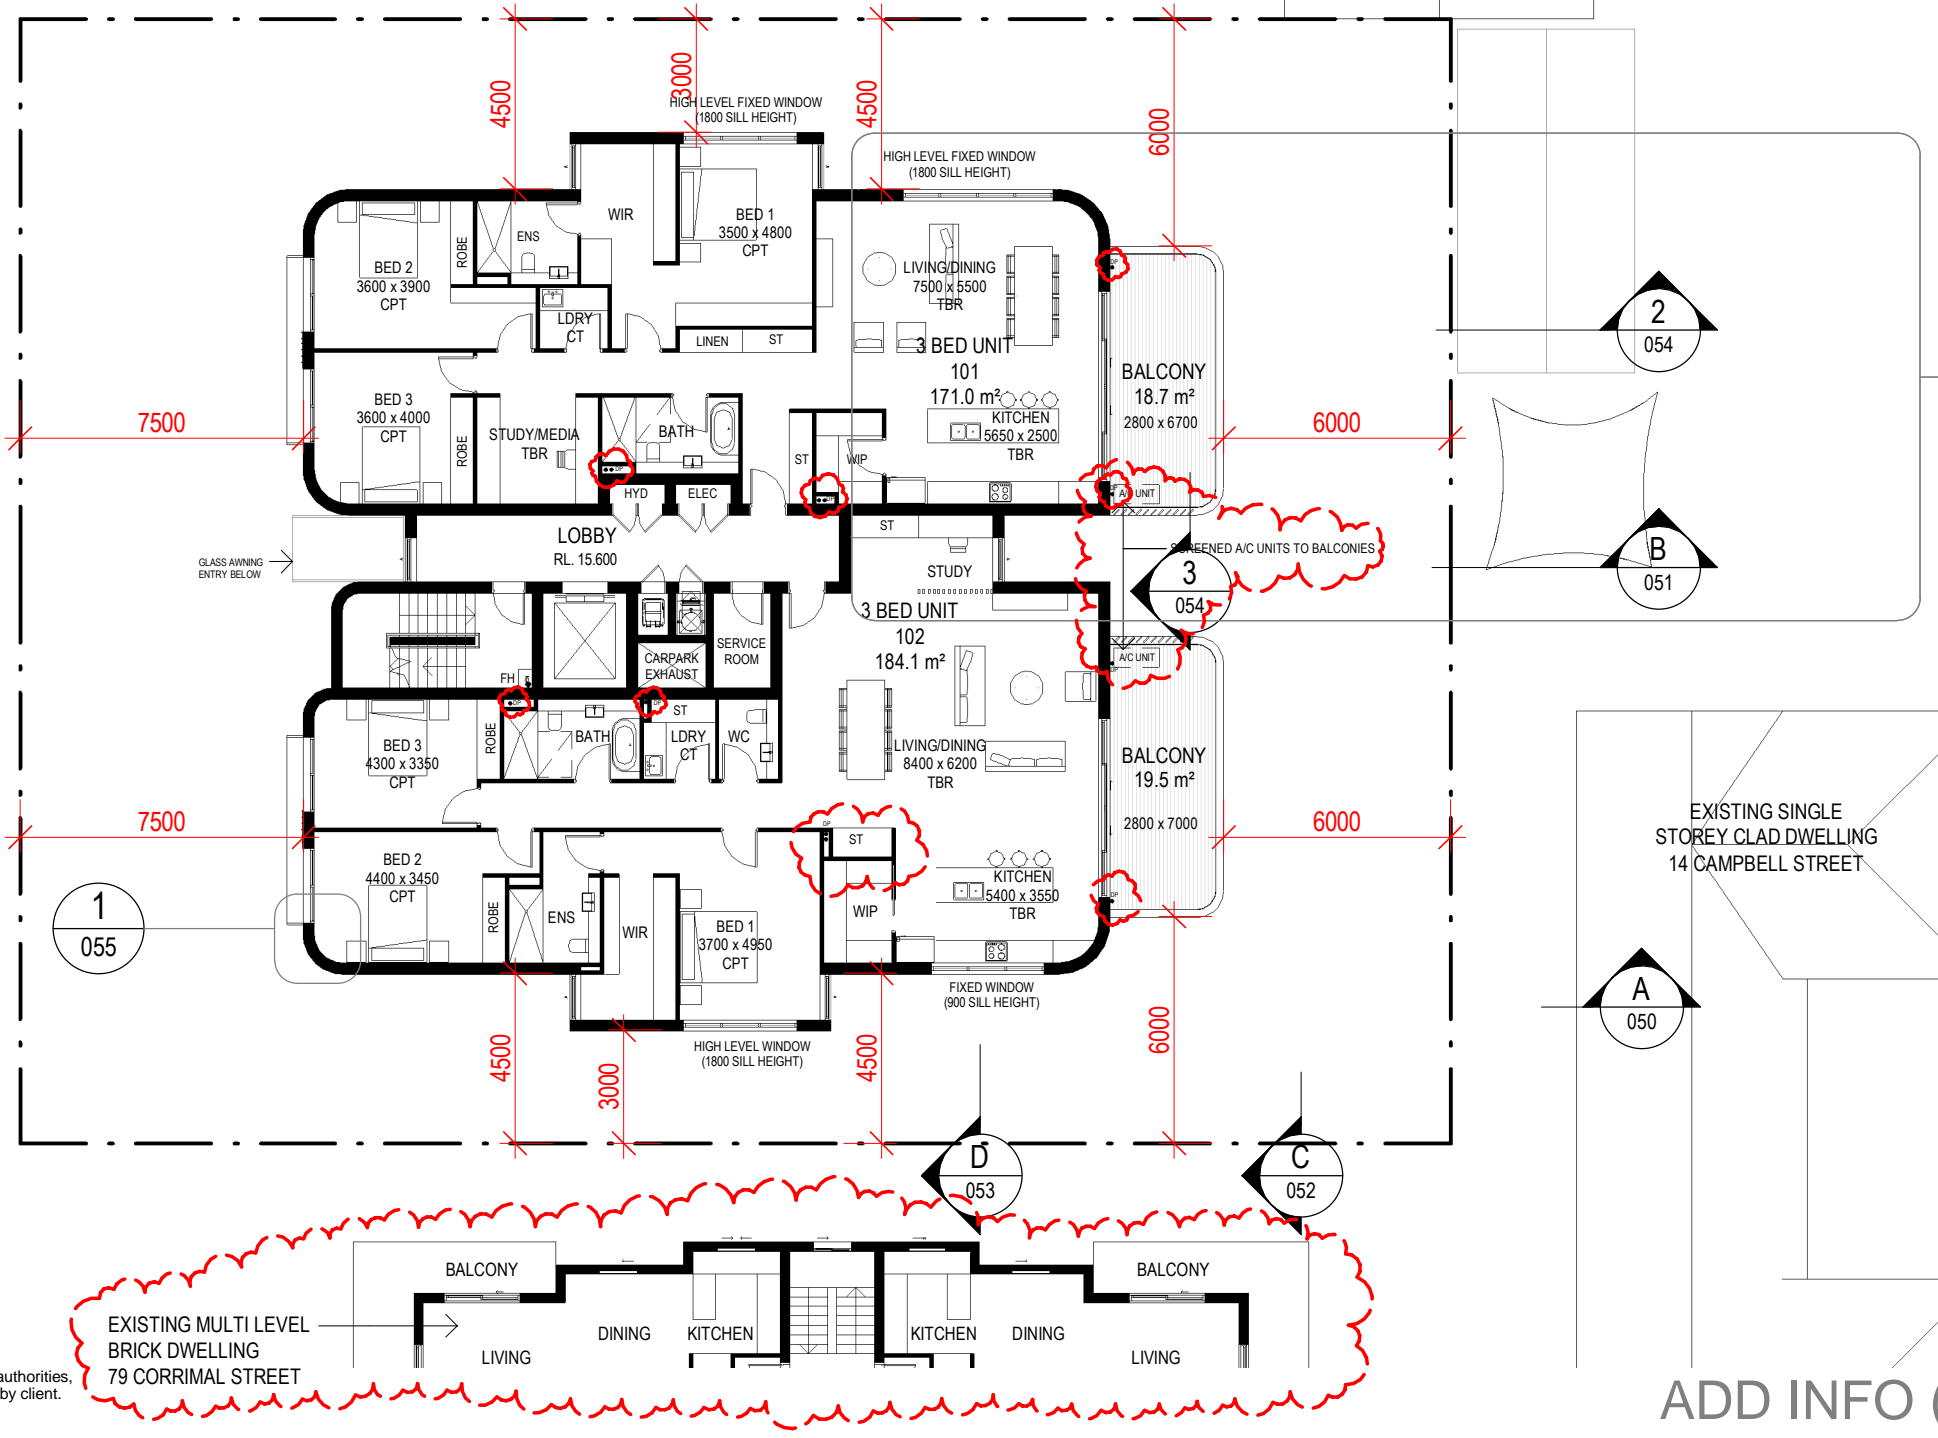 4500
3000
4500
6000
HIGH LEVEL FIXED WINDOW
(1800 SILL HEIGHT)
HIGH LEVEL FIXED WINDOW
(1800 SILL HEIGHT)
WIR
BED 1
3500 x 4800
CPT
ENS
ROBE
BED 2
3600 x 3900
CPT
LIVING/DINING
7500 x 5500
TBR
LDRY
CT
LINEN
ST
3 BED UNIT
101
171.0 m²
BALCONY
18.7 m²
2800 x 6700
DP
2
054
7500
BED 3
3600 x 4000
CPT
ROBE
STUDY/MEDIA
TBR
BATH
KITCHEN
5650 x 2500
TBR
6000
ST
WIP
DP
DP
HYD
ELEC
DP
A/C UNIT
LOBBY
RL. 15.600
ST
GLASS AWNING
ENTRY BELOW
SCREENED A/C UNITS TO BALCONIES
STUDY
3
054
B
051
3 BED UNIT
102
184.1 m²
SERVICE
ROOM
CARPARK
EXHAUST
FH
A/C UNIT
DP
DP
DP
ST
BED 3
4300 x 3350
CPT
ROBE
BATH
LDRY
CT
WC
LIVING/DINING
8400 x 6200
TBR
BALCONY
19.5 m²
2800 x 7000
7500
6000
EXISTING SINGLE
STOREY CLAD DWELLING
14 CAMPBELL STREET
DP
ST
BED 2
4400 x 3450
CPT
ROBE
ENS
WIR
BED 1
3700 x 4950
CPT
WIP
KITCHEN
5400 x 3550
TBR
DP
1
055
FIXED WINDOW
(900 SILL HEIGHT)
A
050
HIGH LEVEL WINDOW
(1800 SILL HEIGHT)
4500
3000
4500
6000
D
053
C
052
BALCONY
BALCONY
EXISTING MULTI LEVEL
BRICK DWELLING
79 CORRIMAL STREET
LIVING
DINING
KITCHEN
KITCHEN
DINING
LIVING
authorities,
by client.
ADD INFO (